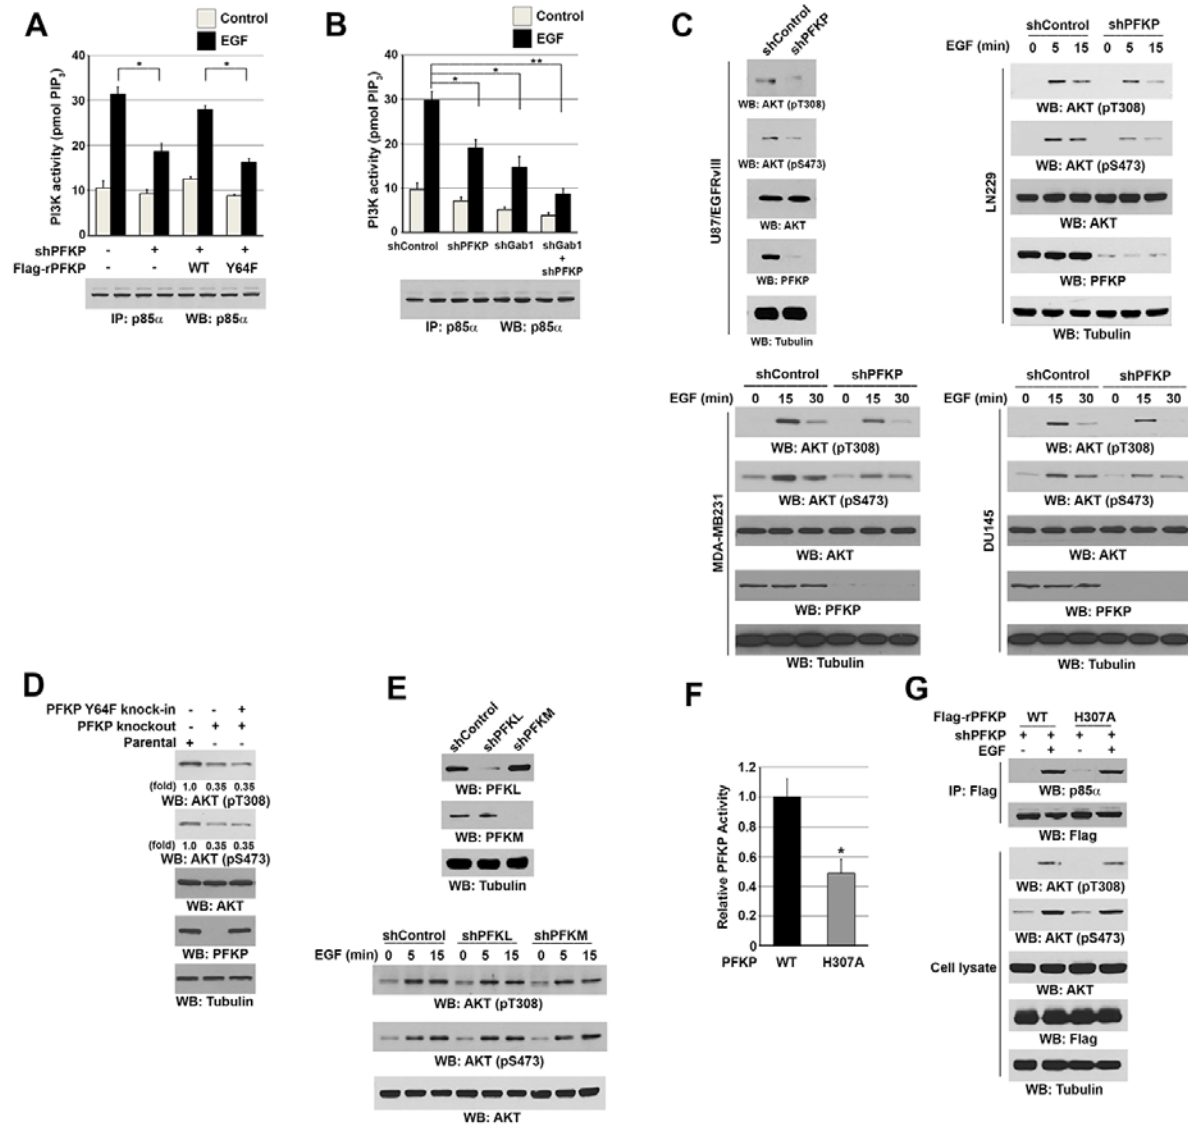 A
Control
EGF
PI3K activity (pmol PIP3)
40
30
20
10
0
*
*
shPFKP - + + +
Flag-rPFKP - - WT Y64F
IP: p85α WB: p85α
B
Control
EGF
PI3K activity (pmol PIP3)
40
30
20
10
0
**
*
*
shControl shPFKP shGab1 shGab1
+
shPFKP
IP: p85α WB: p85α
C
U87/EGFRvIII
shControl shPFKP
WB: AKT (pT308)
WB: AKT (pS473)
WB: AKT
WB: PFKP
WB: Tubulin
LN229
shControl shPFKP
EGF (min) 0 5 15 0 5 15
WB: AKT (pT308)
WB: AKT (pS473)
WB: AKT
WB: PFKP
WB: Tubulin
MDA-MB231
shControl shPFKP
EGF (min) 0 15 30 0 15 30
WB: AKT (pT308)
WB: AKT (pS473)
WB: AKT
WB: PFKP
WB: Tubulin
DU145
shControl shPFKP
EGF (min) 0 15 30 0 15 30
WB: AKT (pT308)
WB: AKT (pS473)
WB: AKT
WB: PFKP
WB: Tubulin
D
PFKP Y64F knock-in - - +
PFKP knockout - + +
Parental + - -
(fold) 1.0 0.35 0.35
WB: AKT (pT308)
(fold) 1.0 0.35 0.35
WB: AKT (pS473)
WB: AKT
WB: PFKP
WB: Tubulin
E
shControl shPFKL shPFKM
WB: PFKL
WB: PFKM
WB: Tubulin
shControl shPFKL shPFKM
EGF (min) 0 5 15 0 5 15 0 5 15
WB: AKT (pT308)
WB: AKT (pS473)
WB: AKT
F
Relative PFKP Activity
1.2
1.0
0.8
0.6
0.4
0.2
0
*
PFKP WT H307A
G
Flag-rPFKP WT H307A
shPFKP + + + +
EGF - + - +
IP: Flag
WB: p85α
WB: Flag
Cell lysate
WB: AKT (pT308)
WB: AKT (pS473)
WB: AKT
WB: Flag
WB: Tubulin